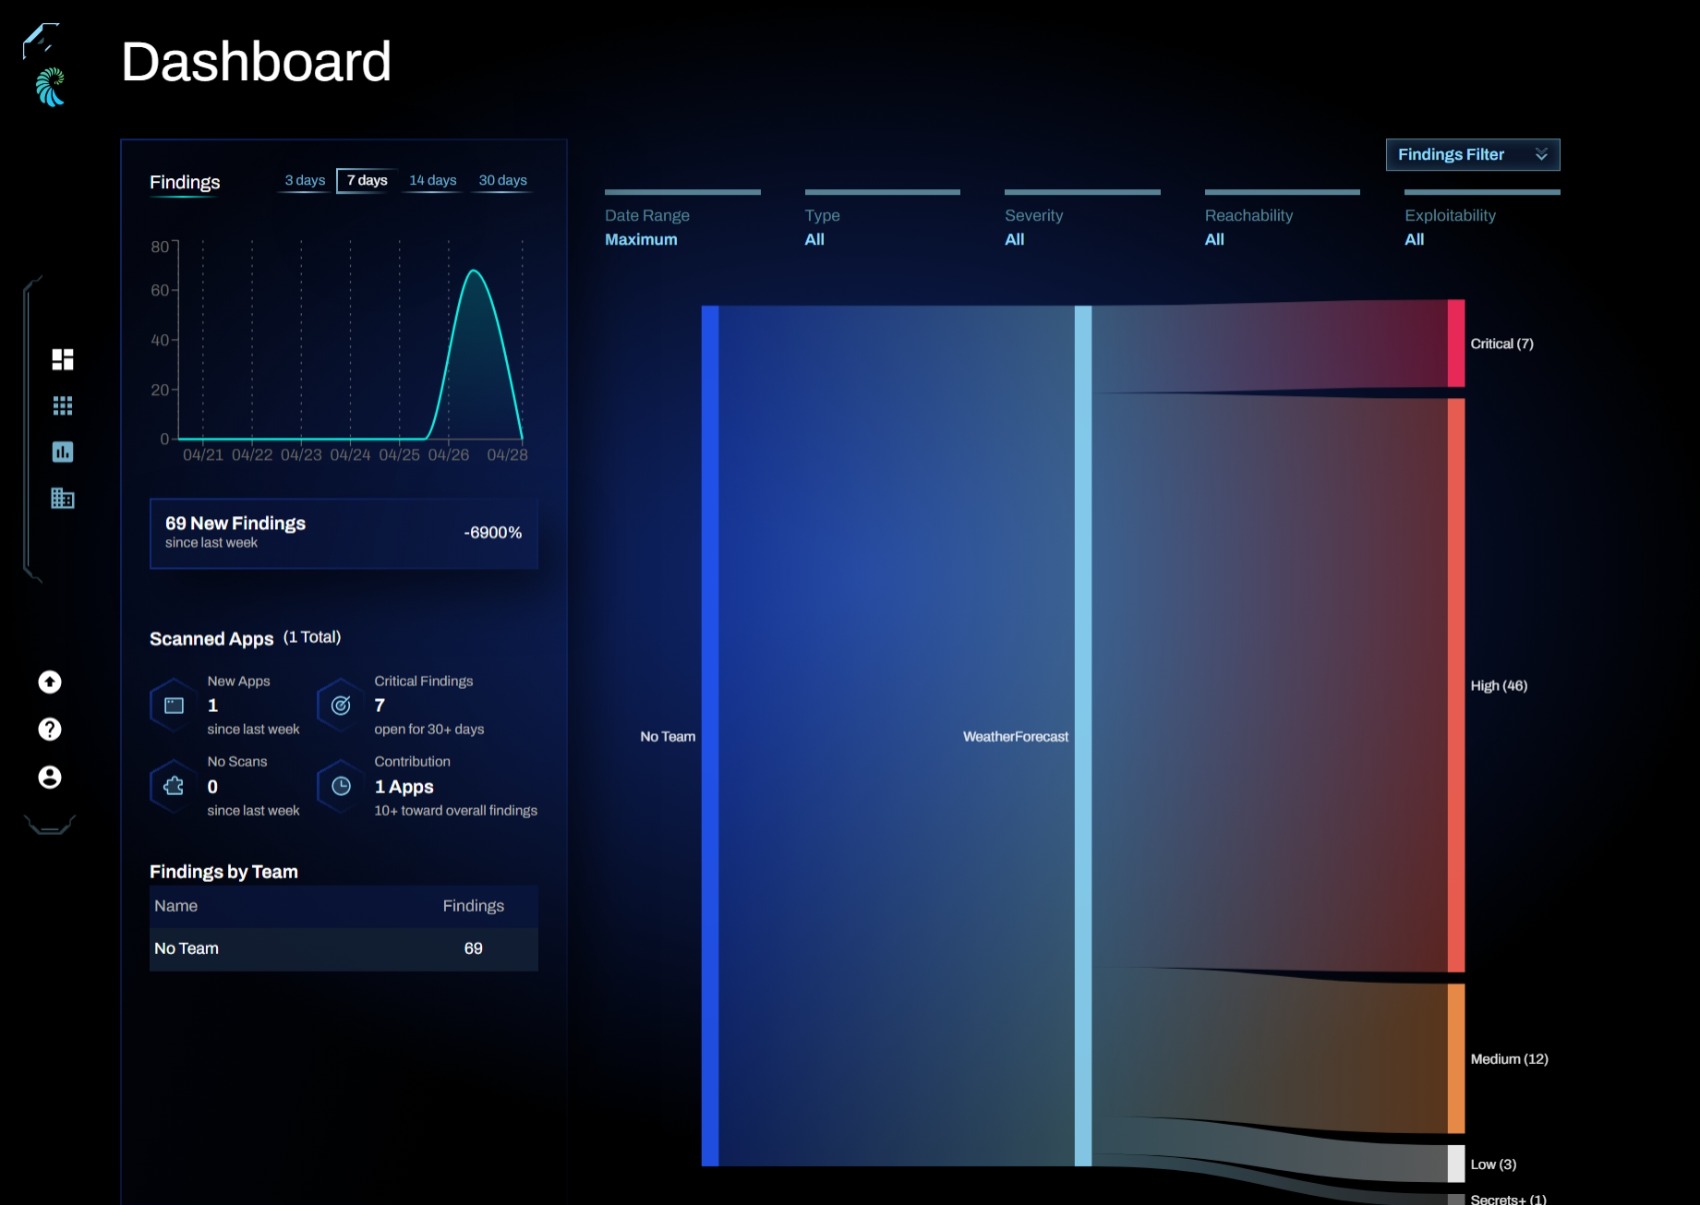 Dashboard
Findings
3 days
7 days
14 days
30 days
80
60
40
20
0
04/21 04/22 04/23 04/24 04/25 04/26 04/28
69 New Findings
since last week
-6900%
Scanned Apps (1 Total)
New Apps
1
since last week
Critical Findings
7
open for 30+ days
No Scans
0
since last week
Contribution
1 Apps
10+ toward overall findings
Findings by Team
Name Findings
No Team 69
Findings Filter
Date Range
Maximum
Type
All
Severity
All
Reachability
All
Exploitability
All
No Team
WeatherForecast
Critical (7)
High (46)
Medium (12)
Low (3)
Secrets+ (1)